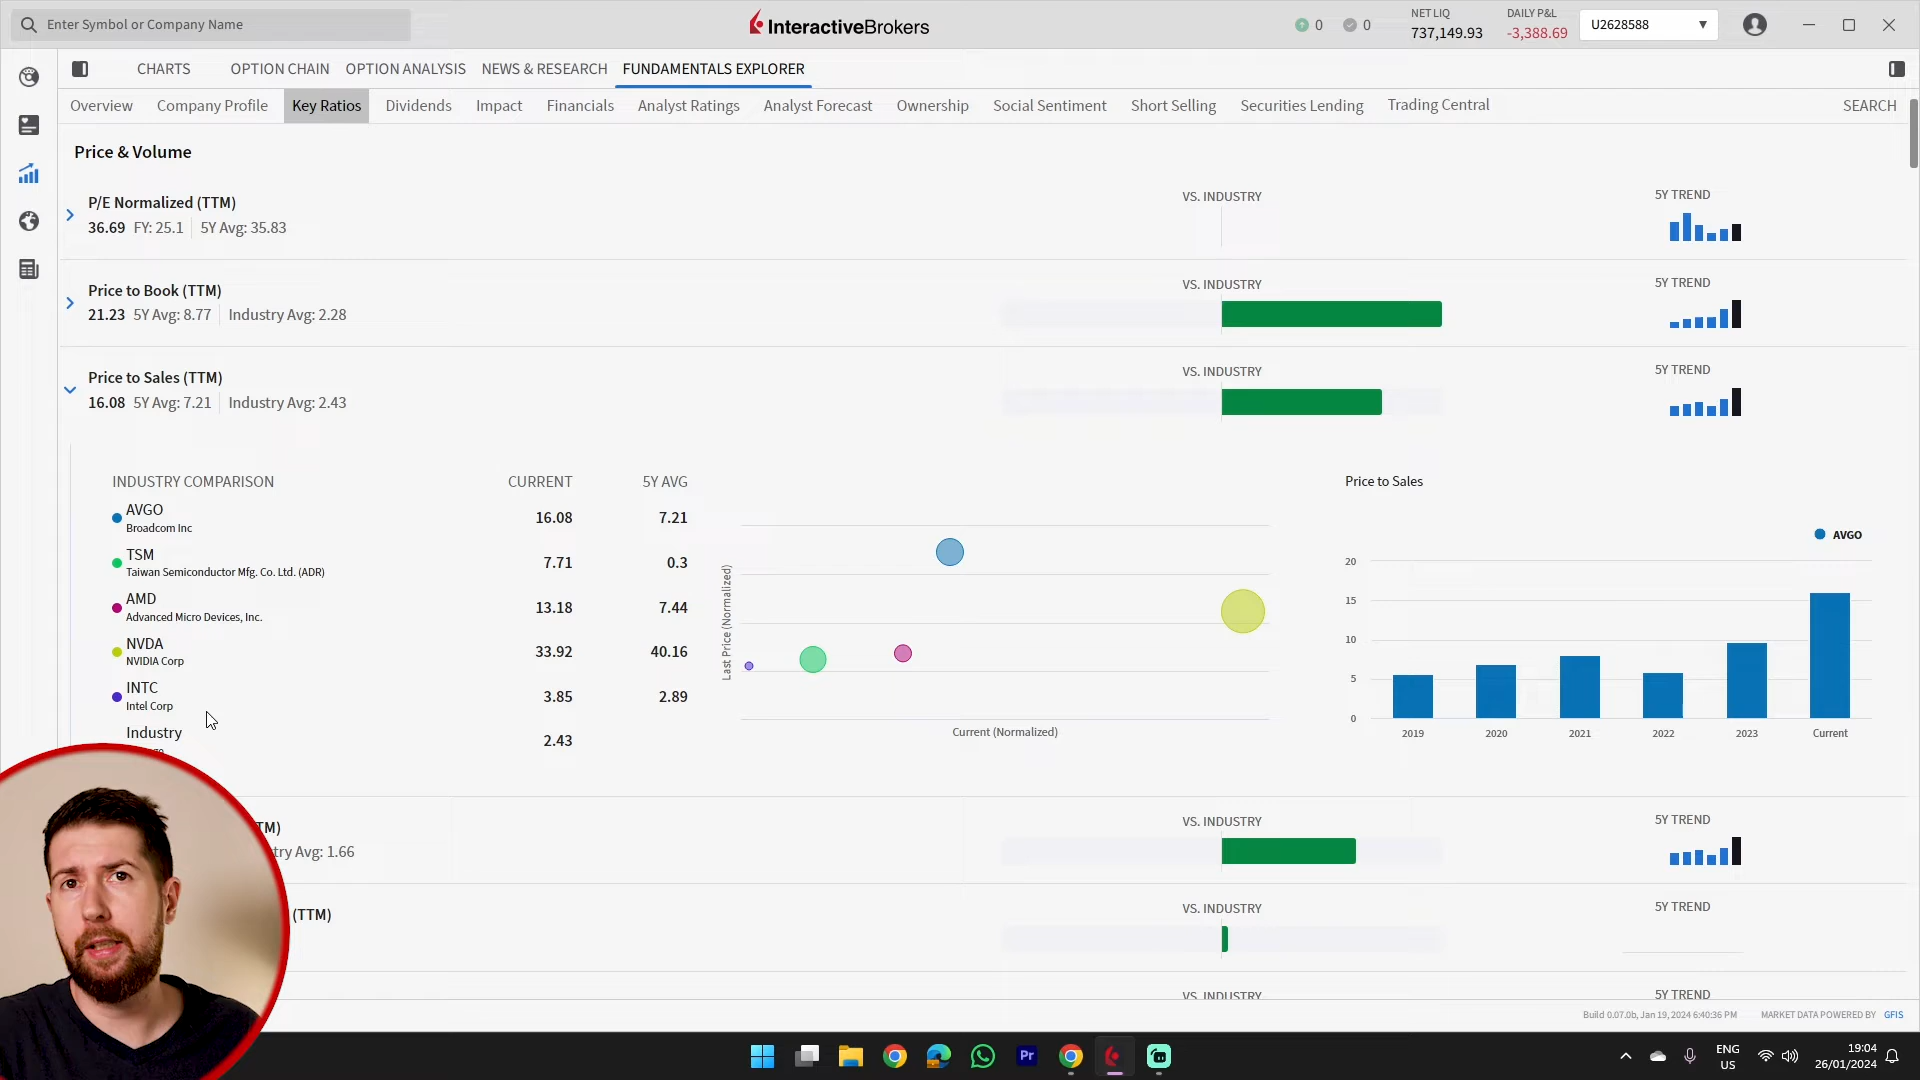 Enter Symbol or Company Name
InteractiveBrokers
0
0
NET LIQ
737,149.93
DAILY P&L
-3,388.69
U2628588
CHARTS
OPTION CHAIN
OPTION ANALYSIS
NEWS & RESEARCH
FUNDAMENTALS EXPLORER
Overview
Company Profile
Key Ratios
Dividends
Impact
Financials
Analyst Ratings
Analyst Forecast
Ownership
Social Sentiment
Short Selling
Securities Lending
Trading Central
SEARCH
Price & Volume
P/E Normalized (TTM)
36.69 FY: 25.1 5Y Avg: 35.83
VS. INDUSTRY
5Y TREND
Price to Book (TTM)
21.23 5Y Avg: 8.77 Industry Avg: 2.28
VS. INDUSTRY
5Y TREND
Price to Sales (TTM)
16.08 5Y Avg: 7.21 Industry Avg: 2.43
VS. INDUSTRY
5Y TREND
INDUSTRY COMPARISON CURRENT 5Y AVG
AVGO
Broadcom Inc
16.08 7.21
TSM
Taiwan Semiconductor Mfg. Co. Ltd. (ADR)
7.71 0.3
AMD
Advanced Micro Devices, Inc.
13.18 7.44
NVDA
NVIDIA Corp
33.92 40.16
INTC
Intel Corp
3.85 2.89
Industry
2.43
Last Price (Normalized)
Current (Normalized)
Price to Sales
AVGO
20
15
10
5
0
2019 2020 2021 2022 2023 Current
TM)
try Avg: 1.66
VS. INDUSTRY
5Y TREND
(TTM)
VS. INDUSTRY
5Y TREND
VS. INDUSTRY
5Y TREND
Build 0.07.0b, Jan 19, 2024 6:40:36 PM
MARKET DATA POWERED BY GFIS
Pr
ENG
US
19:04
26/01/2024